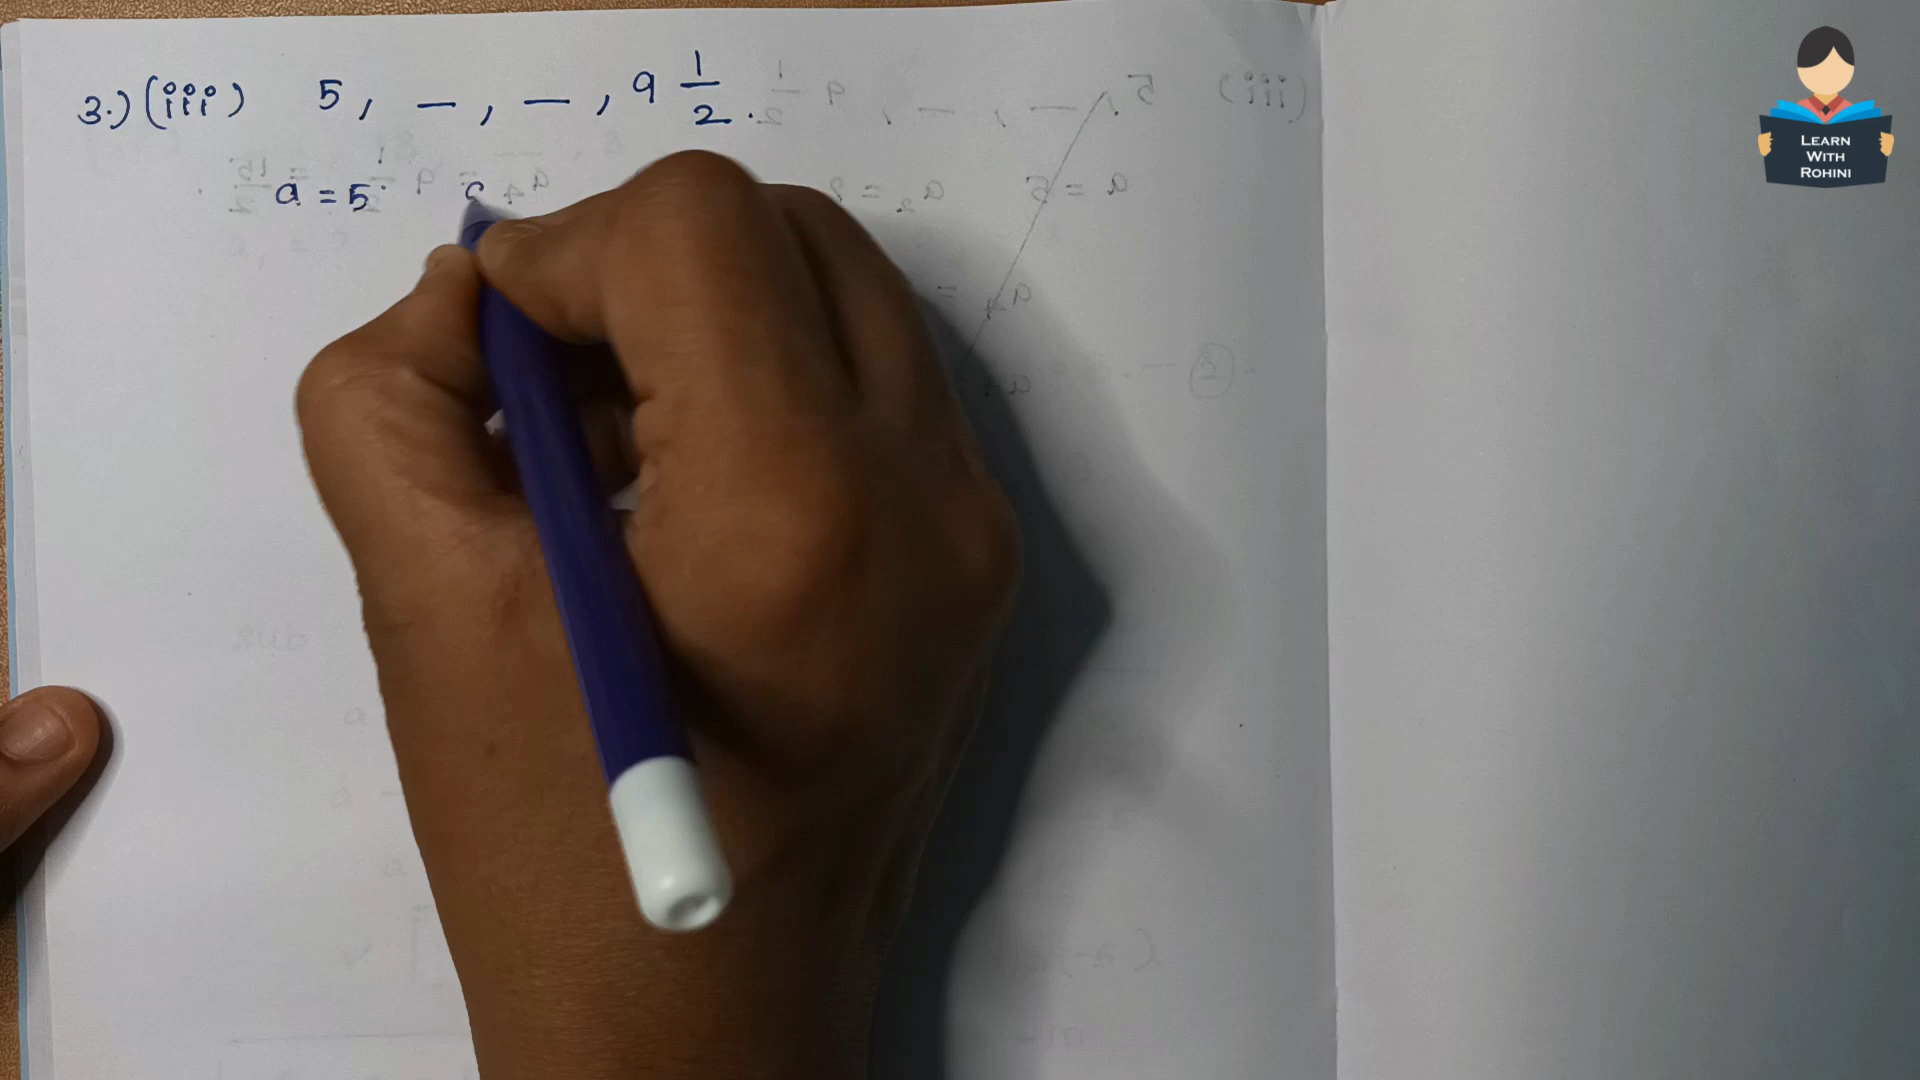 3.) (iii) 5, _, _, 9 1/2.
a = 5
LEARN
WITH
ROHINI